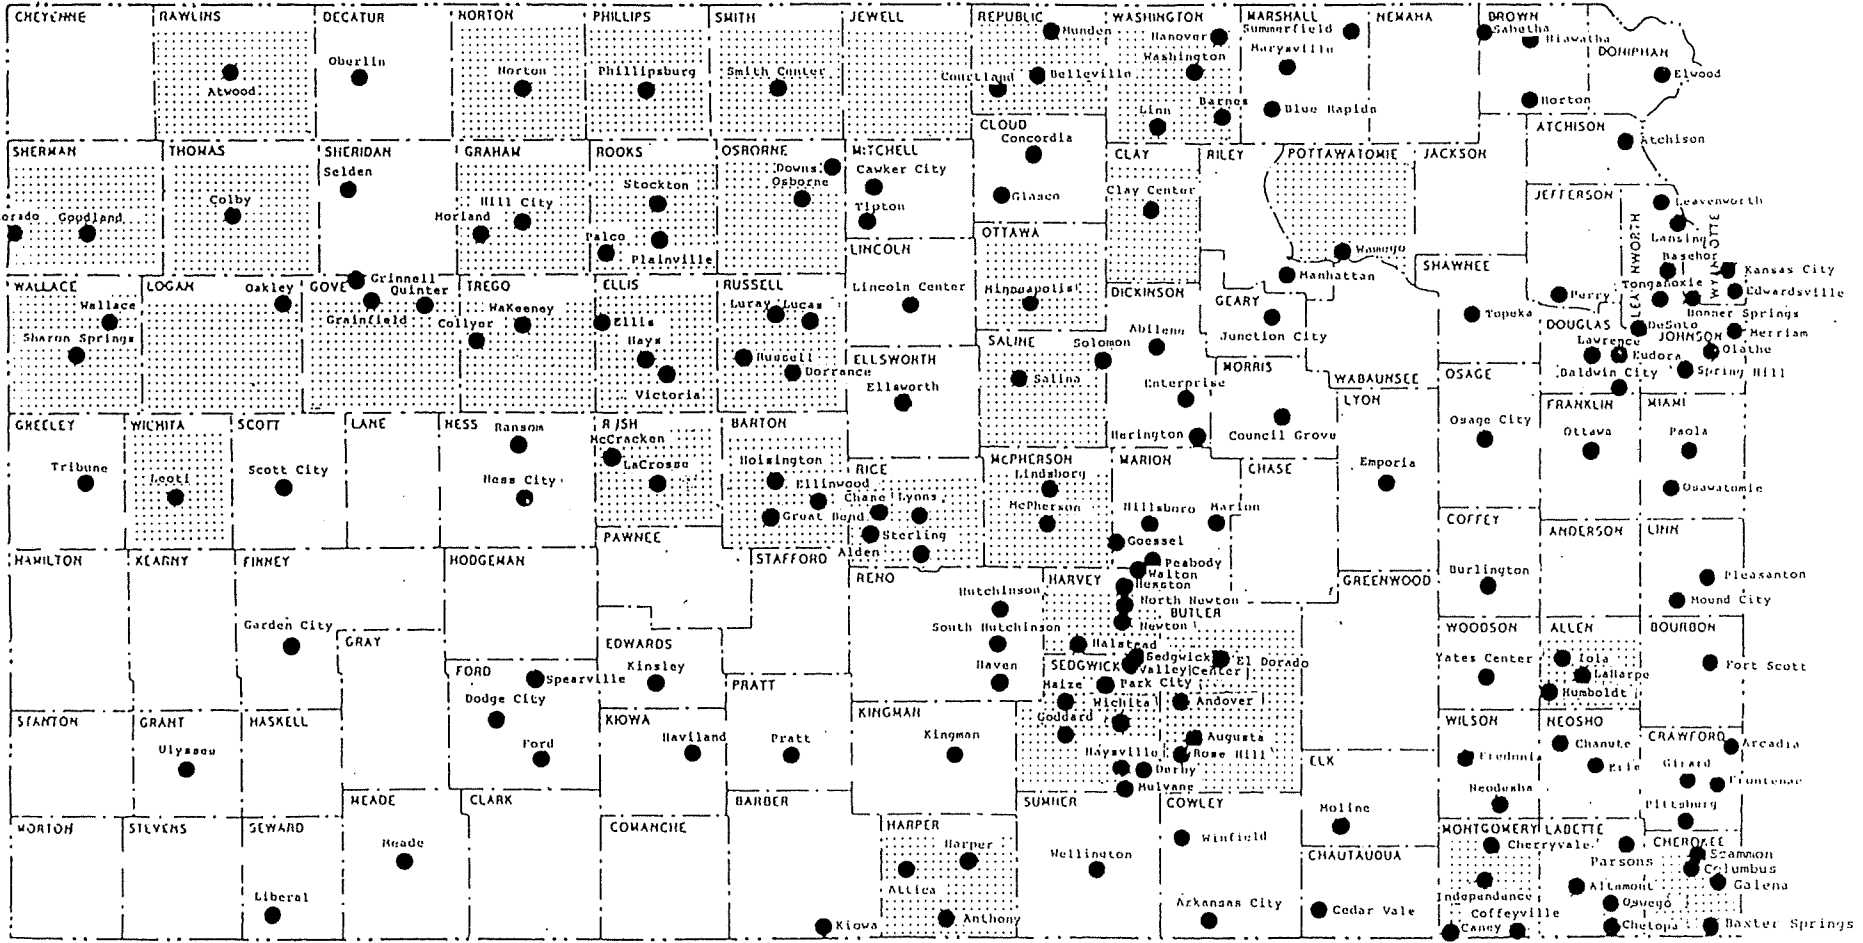 CHEYENNE RAWLINS DECATUR NORTON PHILLIPS SMITH JEWELL REPUBLIC WASHINGTON MARSHALL NEMAHA BROWN
Munden Hanover Summerfield Sabetha Hiawatha
Marysville DONIPHAN
Oberlin Washington
Norton Phillipsburg Smith Center Courtland Belleville Elwood
Atwood Linn Barnes Blue Rapids Horton
CLOUD ATCHISON
Concordia Atchison
SHERMAN THOMAS SHERIDAN GRAHAM ROOKS OSBORNE MITCHELL CLAY RILEY POTTAWATOMIE JACKSON
Selden Downs Cawker City
Stockton Osborne Clay Center JEFFERSON
Colby Hill City Glasco Leavenworth
orado Goodland Morland Tipton
Palco OTTAWA Lansing
Plainville LINCOLN Wamego LEAVENWORTH WYANDOTTE
Basehor
SHAWNEE Kansas City
WALLACE LOGAN Oakley GOVE Grinnell TREGO ELLIS RUSSELL Lincoln Center Minneapolis DICKINSON Manhattan
Quinter GEARY Perry Tonganoxie Edwardsville
Wallace Grainfield WaKeeney Luray Lucas Topeka Bonner Springs
Collyer Ellis Abilene Junction City DOUGLAS DeSoto Merriam
Sharon Springs Hays SALINE Solomon JOHNSON
ELLSWORTH Lawrence Eudora Olathe
Russell MORRIS OSAGE Baldwin City Spring Hill
Dorrance Ellsworth Salina Enterprise WABAUNSEE
Victoria LYON FRANKLIN MIAMI
GREELEY WICHITA SCOTT LANE NESS Ransom RUSH BARTON Herington Council Grove Osage City Ottawa Paola
McCracken
Tribune Leoti Scott City LaCrosse Hoisington RICE MCPHERSON MARION CHASE Emporia
Ness City Ellinwood Lindsborg Osawatomie
Chase Lyons McPherson Hillsboro Marion
Great Bend COFFEY
PAWNEE Sterling Goessel ANDERSON LINN
HAMILTON KEARNY FINNEY HODGEMAN STAFFORD Alden
RENO HARVEY Peabody
Walton GREENWOOD Burlington Pleasanton
Hutchinson Hesston
North Newton Mound City
BUTLER
Garden City South Hutchinson Newton WOODSON ALLEN BOURBON
GRAY EDWARDS Halstead
FORD Kinsley Haven SEDGWICK Sedgwick El Dorado Yates Center Iola Fort Scott
Spearville Valley Center LaHarpe
Dodge City PRATT Maize Park City Humboldt
STANTON GRANT HASKELL KIOWA KINGMAN Wichita Andover WILSON NEOSHO
Goddard
Ulysses Ford Haviland Pratt Kingman Augusta Chanute CRAWFORD Arcadia
Haysville Rose Hill ELK Fredonia Erie Girard
Derby Frontenac
MEADE CLARK BARBER SUMNER Mulvane COWLEY Neodesha
Moline Pittsburg
MORTON STEVENS SEWARD COMANCHE HARPER MONTGOMERY LABETTE
Meade Harper Wellington Winfield CHAUTAUQUA Cherryvale Parsons CHEROKEE
Scammon
Attica Columbus
Liberal Independence Altamont Galena
Anthony Arkansas City Cedar Vale Coffeyville Oswego
Kiowa Caney Chetopa Baxter Springs